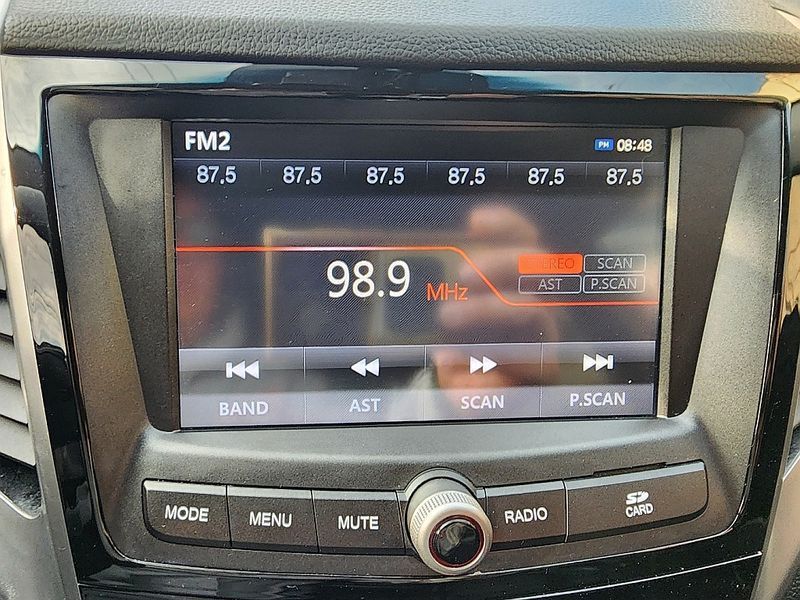 FM2 PM 08:48
87.5 87.5 87.5 87.5 87.5 87.5
98.9 MHz
STEREO SCAN
AST P.SCAN
BAND AST SCAN P.SCAN
MODE MENU MUTE RADIO SD CARD